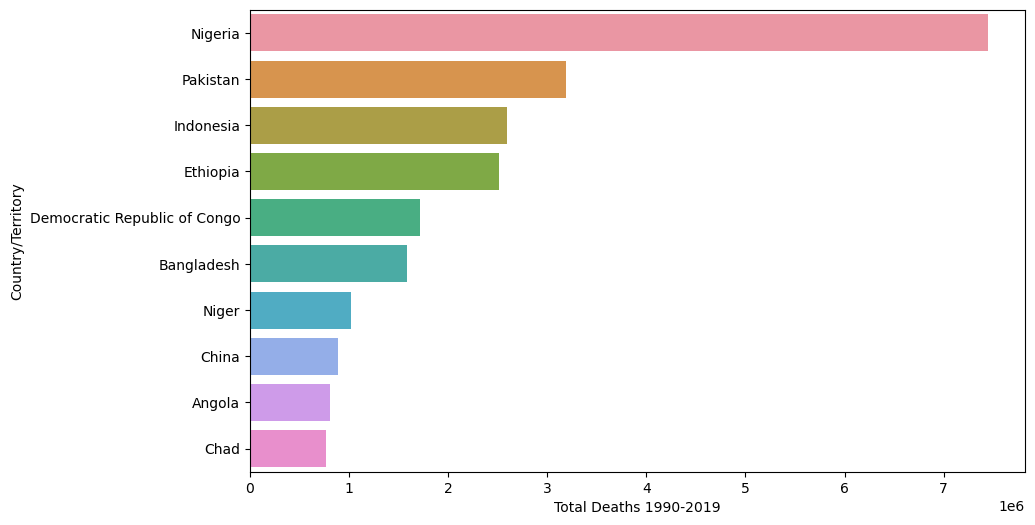 Country/Territory
Nigeria
Pakistan
Indonesia
Ethiopia
Democratic Republic of Congo
Bangladesh
Niger
China
Angola
Chad
0 1 2 3 4 5 6 7
1e6
Total Deaths 1990-2019